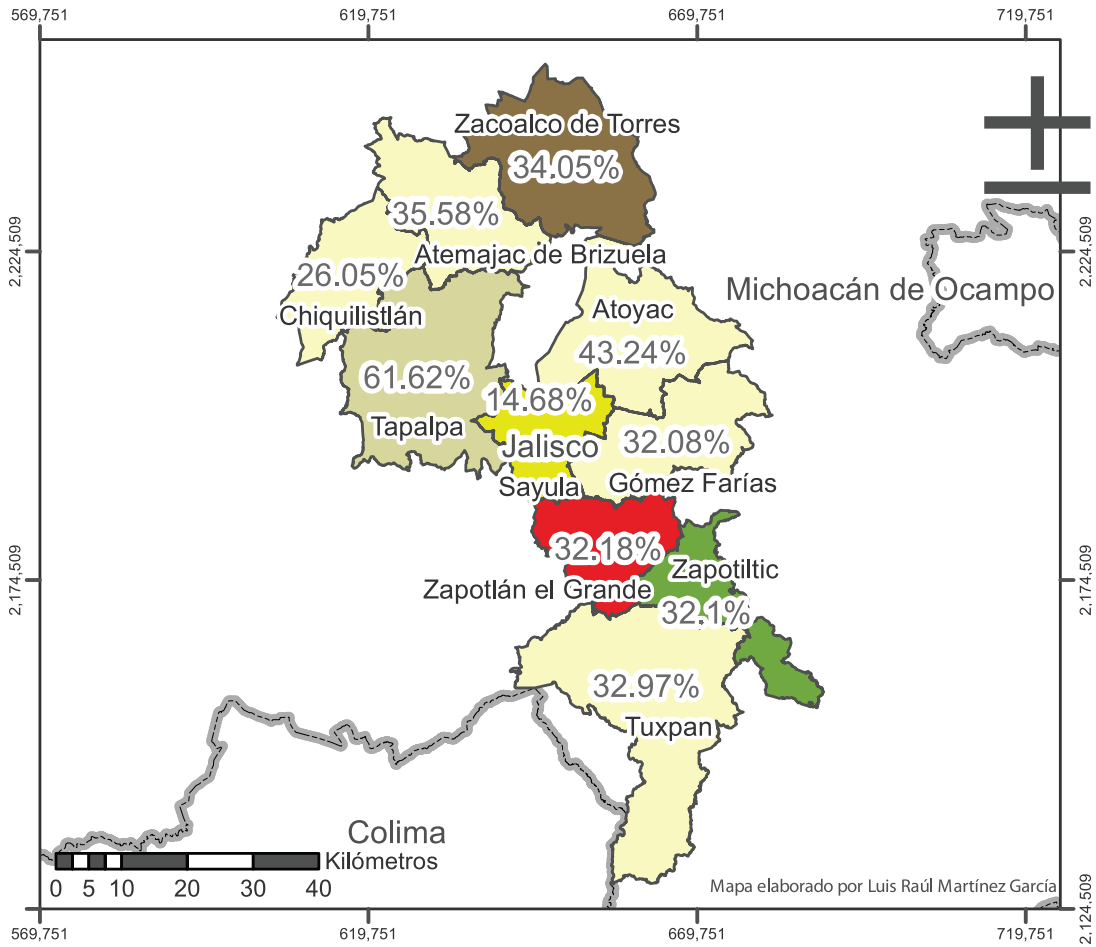 569,751
619,751
669,751
719,751
Zacoalco de Torres
34.05%
35.58%
2,224,509
2,224,509
Atemajac de Brizuela
26.05%
Michoacán de Ocampo
Chiquilistlán
Atoyac
43.24%
61.62%
14.68%
Tapalpa
Jalisco
32.08%
Sayula
Gómez Farías
32.18%
Zapotiltic
2,174,509
2,174,509
Zapotlán el Grande
32.1%
32.97%
Tuxpan
Colima
Kilómetros
0 5 10 20 30 40
Mapa elaborado por Luis Raúl Martínez García
2,124,509
569,751
619,751
669,751
719,751